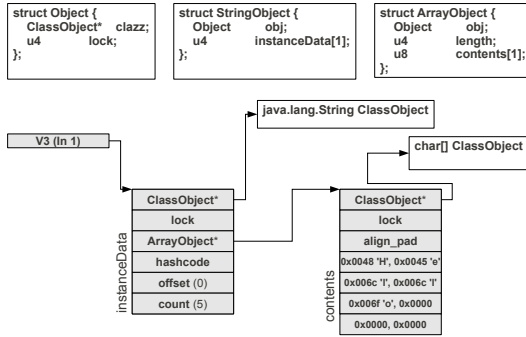 struct Object {
ClassObject* clazz;
u4 lock;
};
struct StringObject {
Object obj;
u4 instanceData[1];
};
struct ArrayObject {
Object obj;
u4 length;
u8 contents[1];
};
java.lang.String ClassObject
V3 (In 1)
char[] ClassObject
instanceData
ClassObject*
lock
ArrayObject*
hashcode
offset (0)
count (5)
contents
ClassObject*
lock
align_pad
0x0048 'H', 0x0045 'e'
0x006c 'l', 0x006c 'l'
0x006f 'o', 0x0000
0x0000, 0x0000